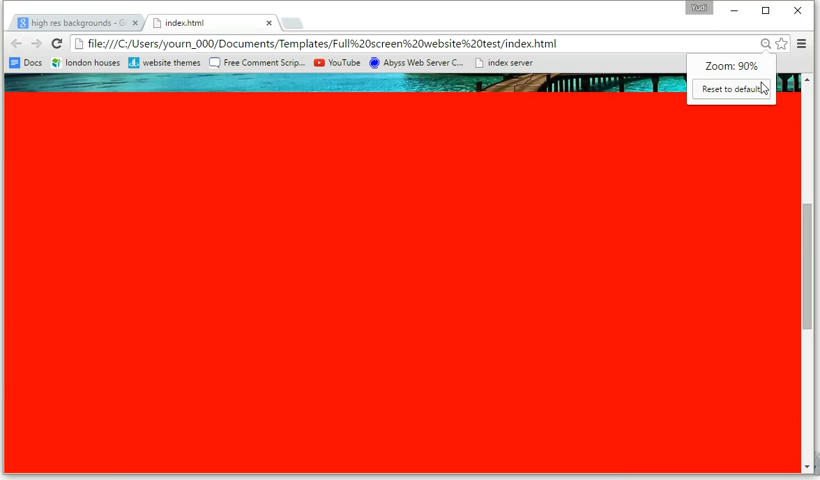 Yudi
high res backgrounds - G
index.html
file:///C:/Users/yourn_000/Documents/Templates/Full%20screen%20website%20test/index.html
Docs london houses website themes Free Comment Scrip... YouTube Abyss Web Server C... index server
Zoom: 90%
Reset to default